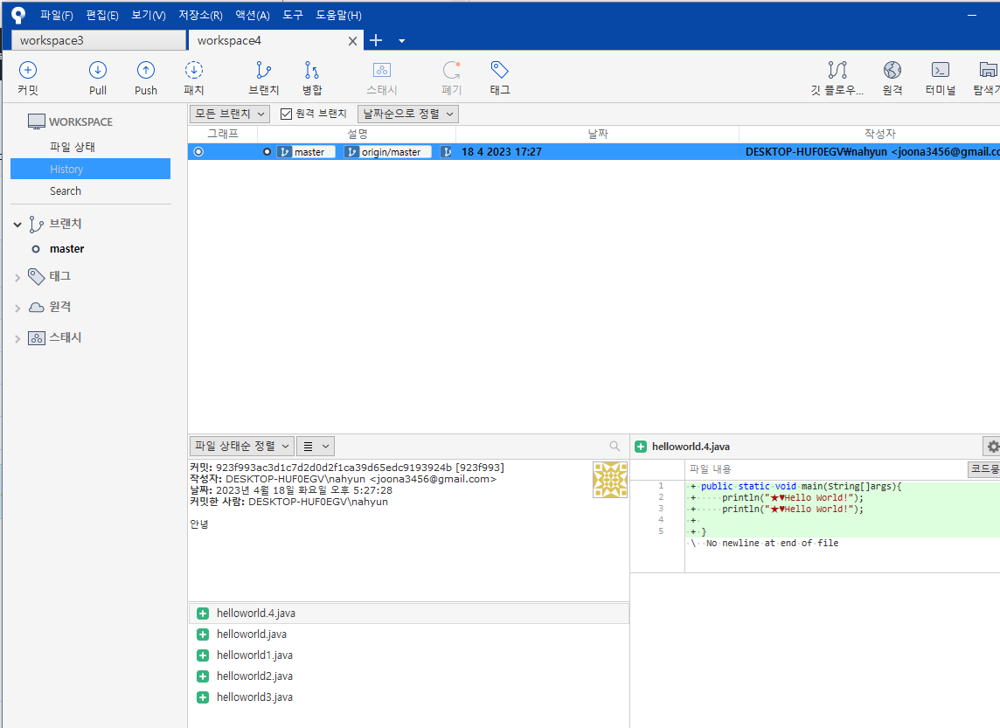 파일(F) 편집(E) 보기(V) 저장소(R) 액션(A) 도구 도움말(H)
workspace3 workspace4
커밋 Pull Push 패치 브랜치 병합 스태시 폐기 태그 깃 플로우... 원격 터미널 탐색기
WORKSPACE
파일 상태
History
Search
브랜치
master
태그
원격
스태시
모든 브랜치 원격 브랜치 날짜순으로 정렬
그래프 설명 날짜 작성자
master origin/master 18 4 2023 17:27 DESKTOP-HUF0EGV₩nahyun <joona3456@gmail.co
파일 상태순 정렬
커밋: 923f993ac3d1c7d2d0d2f1ca39d65edc9193924b [923f993]
작성자: DESKTOP-HUF0EGV\nahyun <joona3456@gmail.com>
날짜: 2023년 4월 18일 화요일 오후 5:27:28
커밋한 사람: DESKTOP-HUF0EGV\nahyun
안녕
helloworld.4.java
helloworld.java
helloworld1.java
helloworld2.java
helloworld3.java
helloworld.4.java
파일 내용 코드뭉
1 + public static void main(String[]args){
2 + println("★♥Hello World!");
3 + println("★♥Hello World!");
4 +
5 + }
\ No newline at end of file